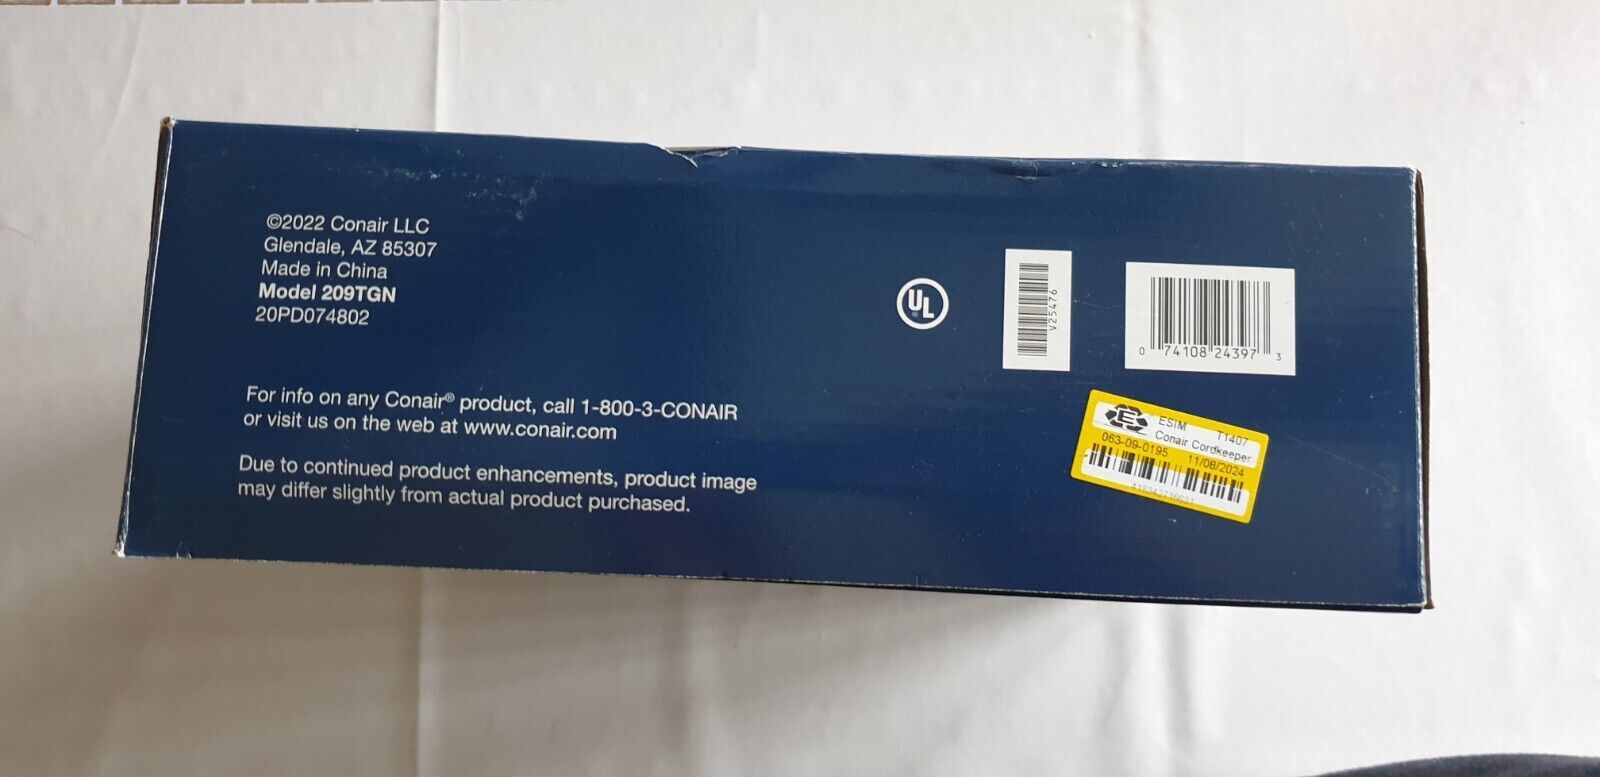 ©2022 Conair LLC
Glendale, AZ 85307
Made in China
Model 209TGN
20PD074802
For info on any Conair® product, call 1-800-3-CONAIR
or visit us on the web at www.conair.com
Due to continued product enhancements, product image
may differ slightly from actual product purchased.
UL
®
V25476
0 74108 24397 3
E
ESIM T1407
Conair Cordkeeper
063-09-0195 11/08/2024